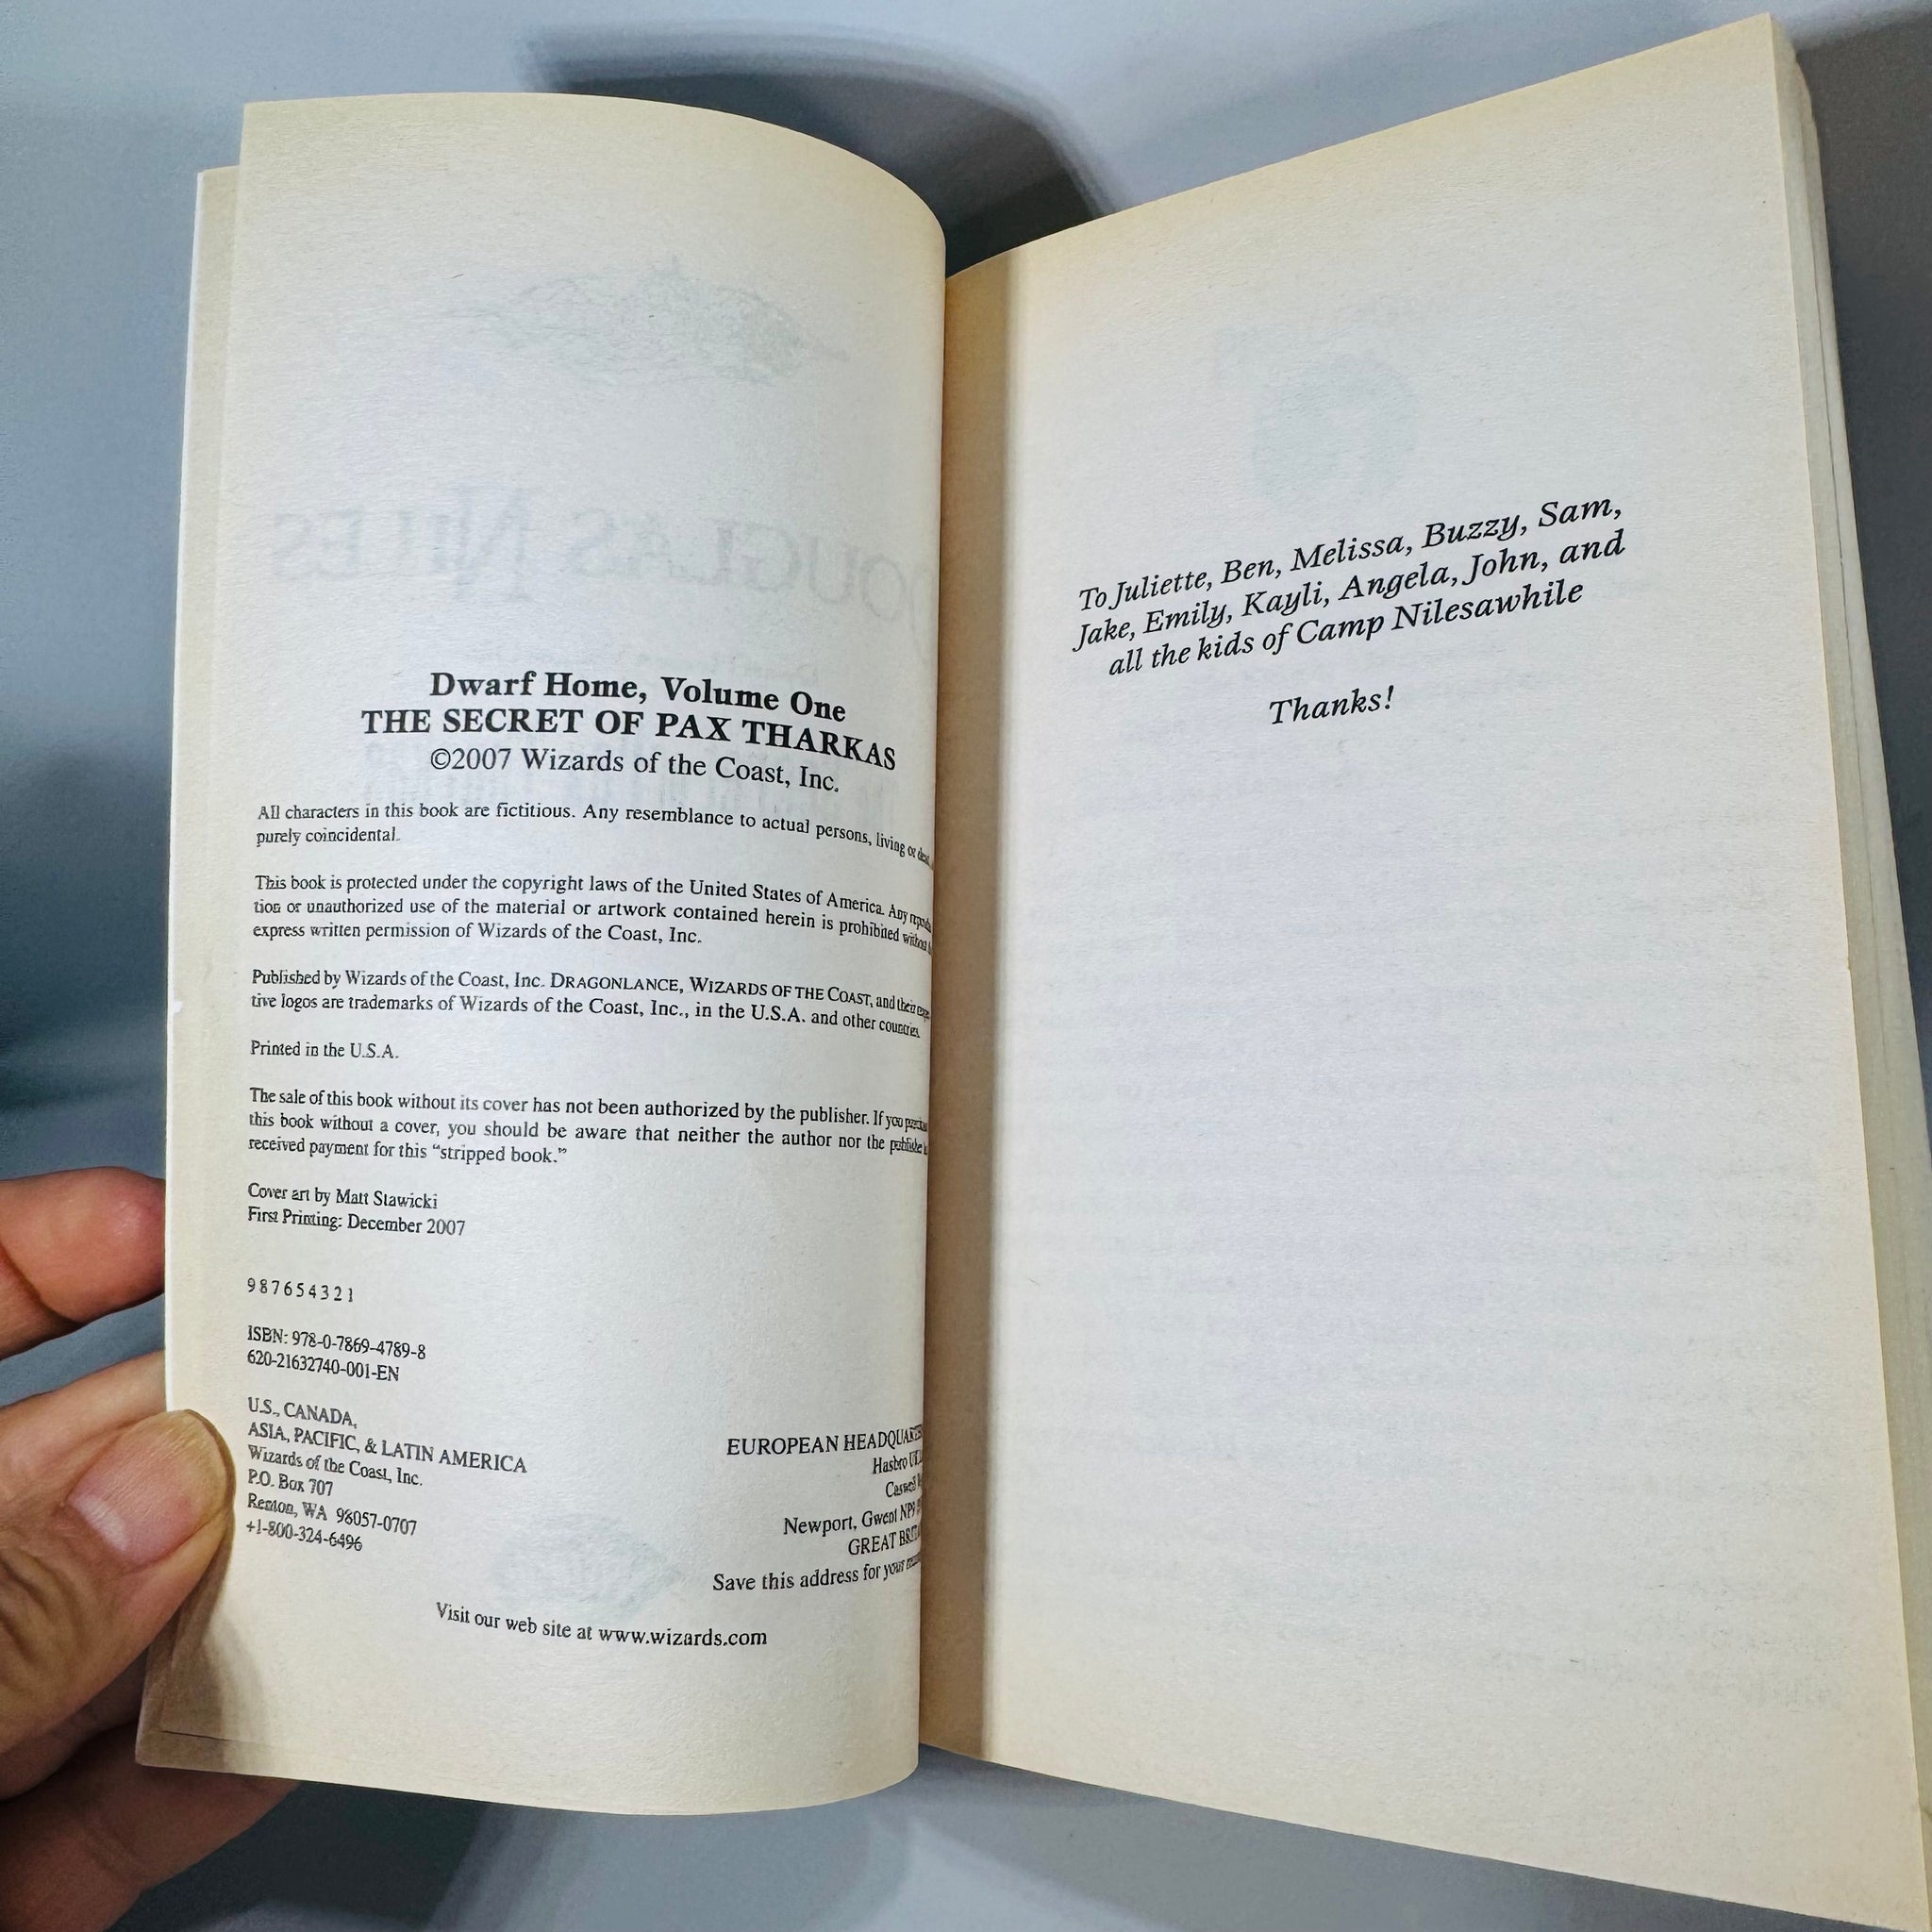 Dwarf Home, Volume One
THE SECRET OF PAX THARKAS
©2007 Wizards of the Coast, Inc.
All characters in this book are fictitious. Any resemblance to actual persons, living or
purely coincidental.
This book is protected under the copyright laws of the United States of America. Any
tion or unauthorized use of the material or artwork contained herein is prohibited without
express written permission of Wizards of the Coast, Inc.
Published by Wizards of the Coast, Inc. DRAGONLANCE, WIZARDS OF THE COAST, and their
tive logos are trademarks of Wizards of the Coast, Inc., in the U.S.A. and other countries.
Printed in the U.S.A.
The sale of this book without its cover has not been authorized by the publisher. If you
this book without a cover, you should be aware that neither the author nor the publisher
received payment for this “stripped book.”
Cover art by Matt Stawicki
First Printing: December 2007
9 8 7 6 5 4 3 2 1
ISBN: 978-0-7869-4789-8
620-21632740-001-EN
U.S., CANADA,
ASIA, PACIFIC, & LATIN AMERICA
Wizards of the Coast, Inc.
P.O. Box 707
Renton, WA 98057-0707
+1-800-324-6496
EUROPEAN
Hasbro
Newport, Gwent NP9
GREAT
Save this address for your
Visit our web site at www.wizards.com
To Juliette, Ben, Melissa, Buzzy, Sam,
Jake, Emily, Kayli, Angela, John, and
all the kids of Camp Nilesawhile
Thanks!